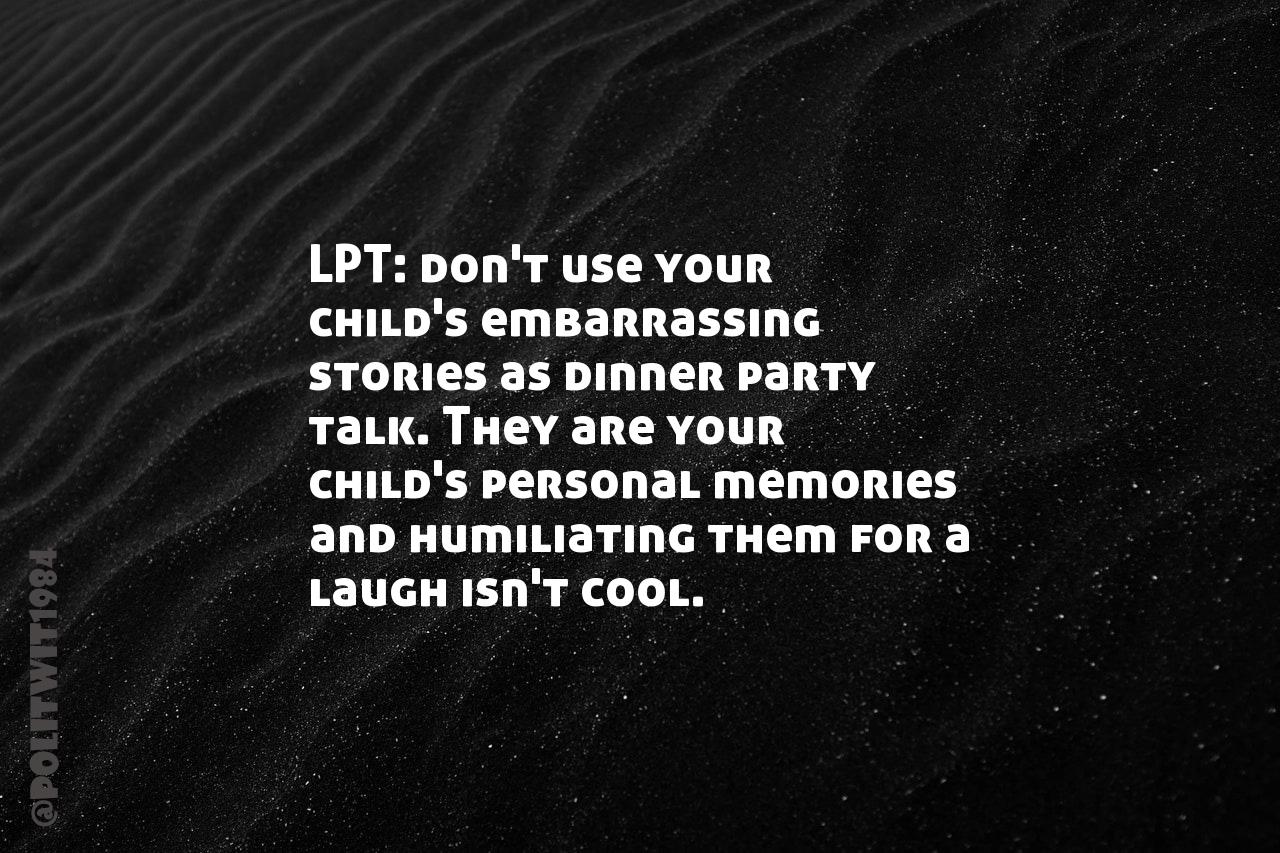 LPT: don't use your
child's embarrassing
stories as dinner party
talk. They are your
child's personal memories
and humiliating them for a
laugh isn't cool.
@POLITWIT1984